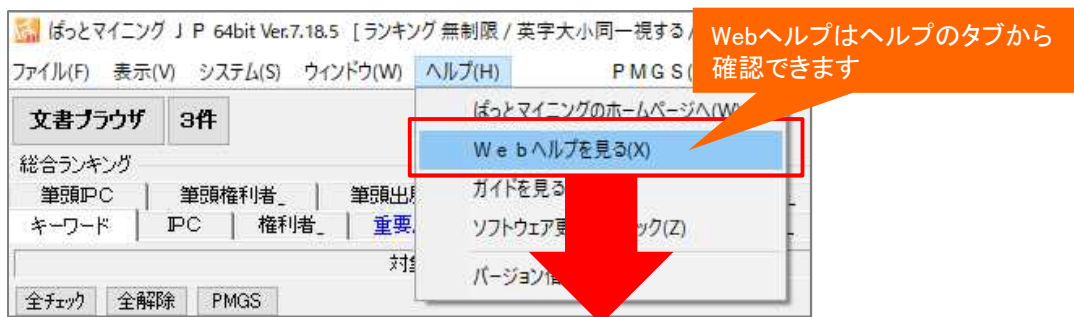 ぱっとマイニング ＪＰ 64bit Ver.7.18.5 [ ランキング 無制限 / 英字大小同一視する /
Webヘルプはヘルプのタブから
確認できます
ファイル(F) 表示(V) システム(S) ウィンドウ(W) ヘルプ(H) ＰＭＧＳ(
ぱっとマイニングのホームページへ(W)
文書ブラウザ 3件
Ｗｅｂヘルプを見る(X)
総合ランキング
ガイドを見る
筆頭IPC 筆頭権利者_ 筆頭出
ソフトウェア更 ック(Z)
キーワード IPC 権利者_ 重要
バージョン情
対象
全チェック 全解除 PMGS